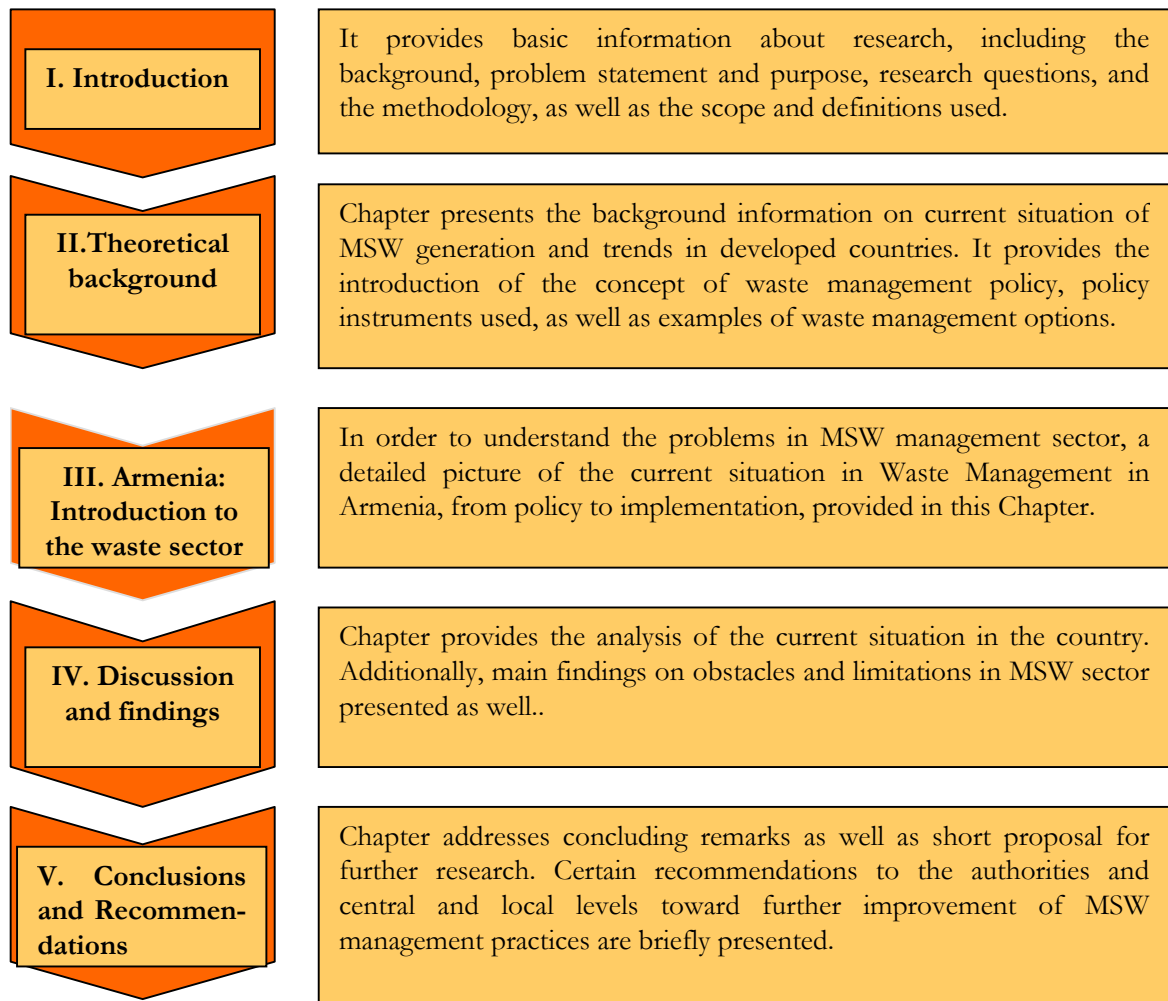 I. Introduction
It provides basic information about research, including the
background, problem statement and purpose, research questions, and
the methodology, as well as the scope and definitions used.
II.Theoretical
background
Chapter presents the background information on current situation of
MSW generation and trends in developed countries. It provides the
introduction of the concept of waste management policy, policy
instruments used, as well as examples of waste management options.
III. Armenia:
Introduction to
the waste sector
In order to understand the problems in MSW management sector, a
detailed picture of the current situation in Waste Management in
Armenia, from policy to implementation, provided in this Chapter.
IV. Discussion
and findings
Chapter provides the analysis of the current situation in the country.
Additionally, main findings on obstacles and limitations in MSW sector
presented as well..
V. Conclusions
and Recommen-
dations
Chapter addresses concluding remarks as well as short proposal for
further research. Certain recommendations to the authorities and
central and local levels toward further improvement of MSW
management practices are briefly presented.